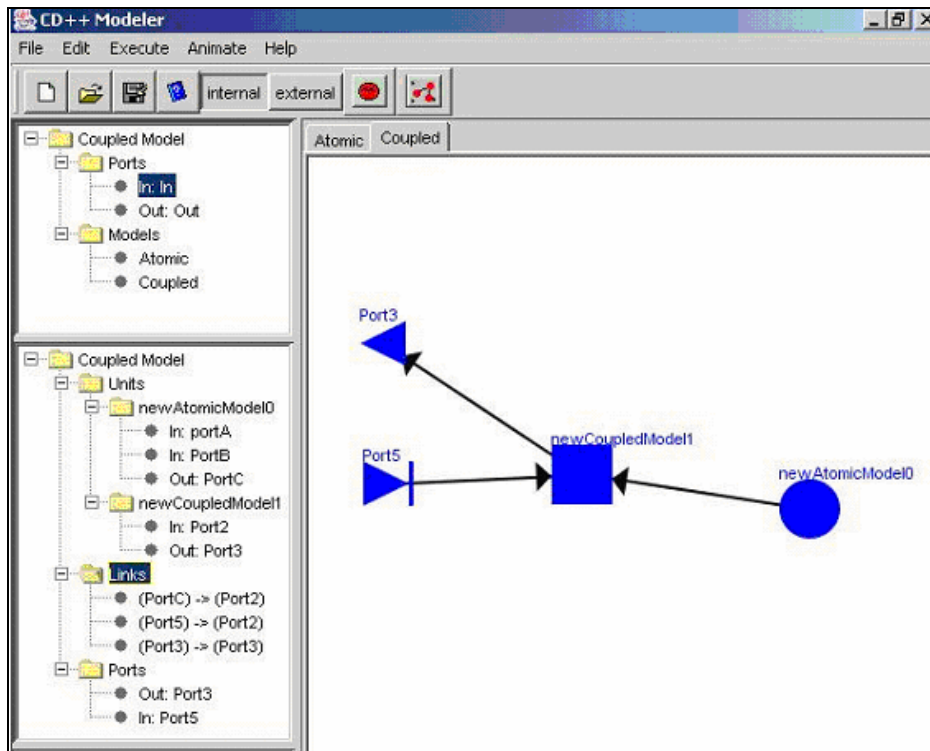 CD++ Modeler
File Edit Execute Animate Help
internal external
Coupled Model
Ports
In: In
Out: Out
Models
Atomic
Coupled
Coupled Model
Units
newAtomicModel0
In: portA
In: PortB
Out: PortC
newCoupledModel1
In: Port2
Out: Port3
Links
(PortC) -> (Port2)
(Port5) -> (Port2)
(Port3) -> (Port3)
Ports
Out: Port3
In: Port5
Atomic Coupled
Port3
newCoupledModel1
Port5
newAtomicModel0